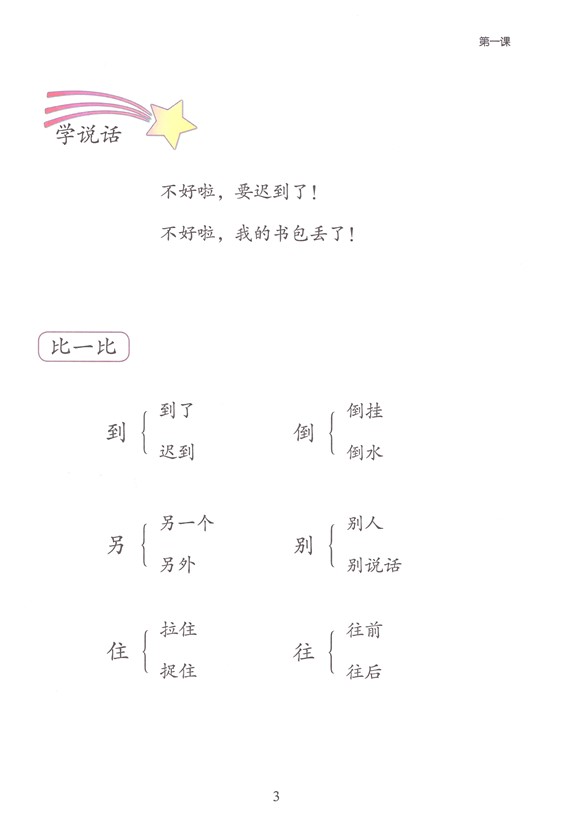 第一课
学说话
不好啦，要迟到了！
不好啦，我的书包丢了！
比一比
到 到了 迟到
倒 倒挂 倒水
另 另一个 另外
别 别人 别说话
住 拉住 捉住
往 往前 往后
3